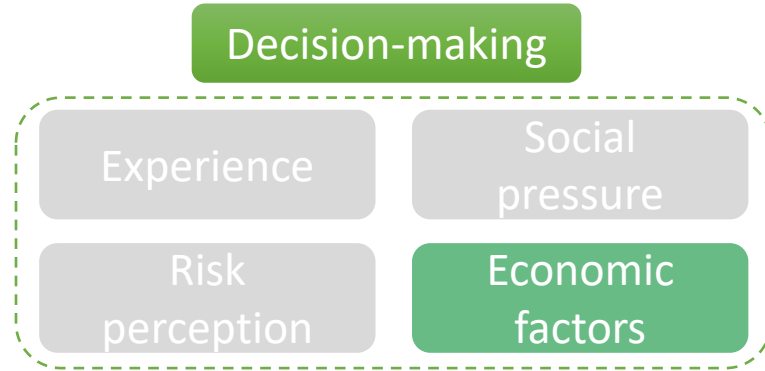 Decision-making
Experience
Social
pressure
Risk
perception
Economic
factors